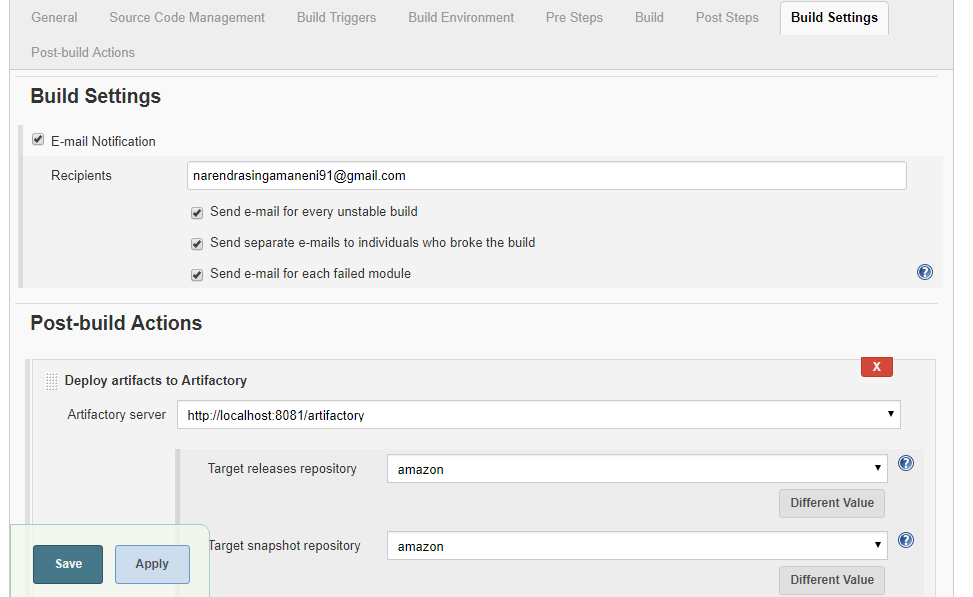 General Source Code Management Build Triggers Build Environment Pre Steps Build Post Steps Build Settings
Post-build Actions
Build Settings
E-mail Notification
Recipients narendrasingamaneni91@gmail.com
Send e-mail for every unstable build
Send separate e-mails to individuals who broke the build
Send e-mail for each failed module
?
Post-build Actions
X
Deploy artifacts to Artifactory
Artifactory server http://localhost:8081/artifactory
Target releases repository amazon ?
Different Value
Target snapshot repository amazon ?
Save Apply
Different Value